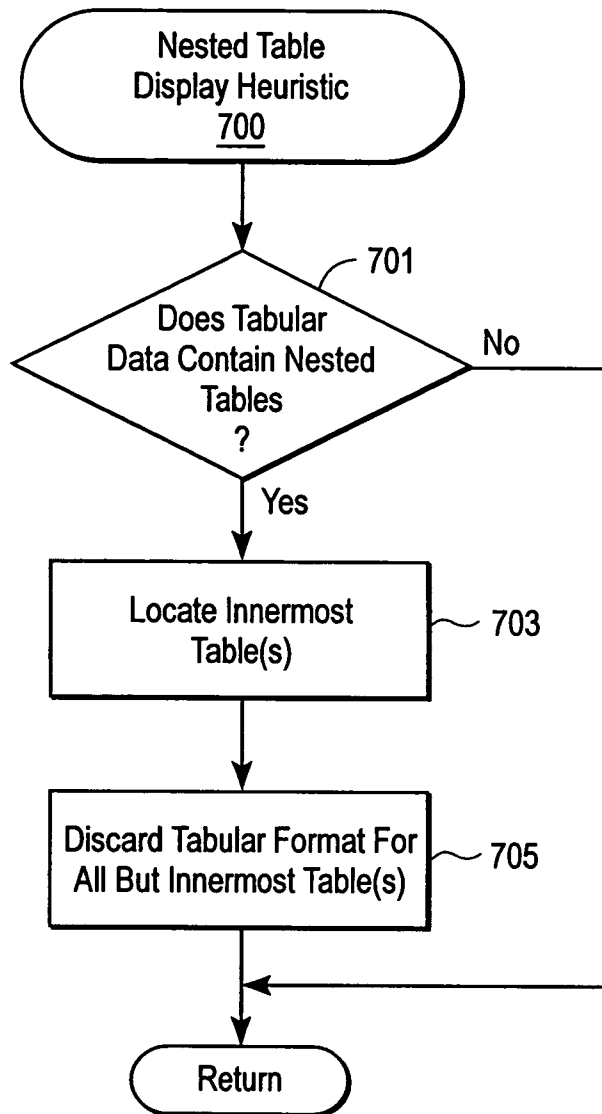 Nested Table
Display Heuristic
700
701
Does Tabular
Data Contain Nested
Tables
?
No
Yes
Locate Innermost
Table(s)
703
Discard Tabular Format For
All But Innermost Table(s)
705
Return